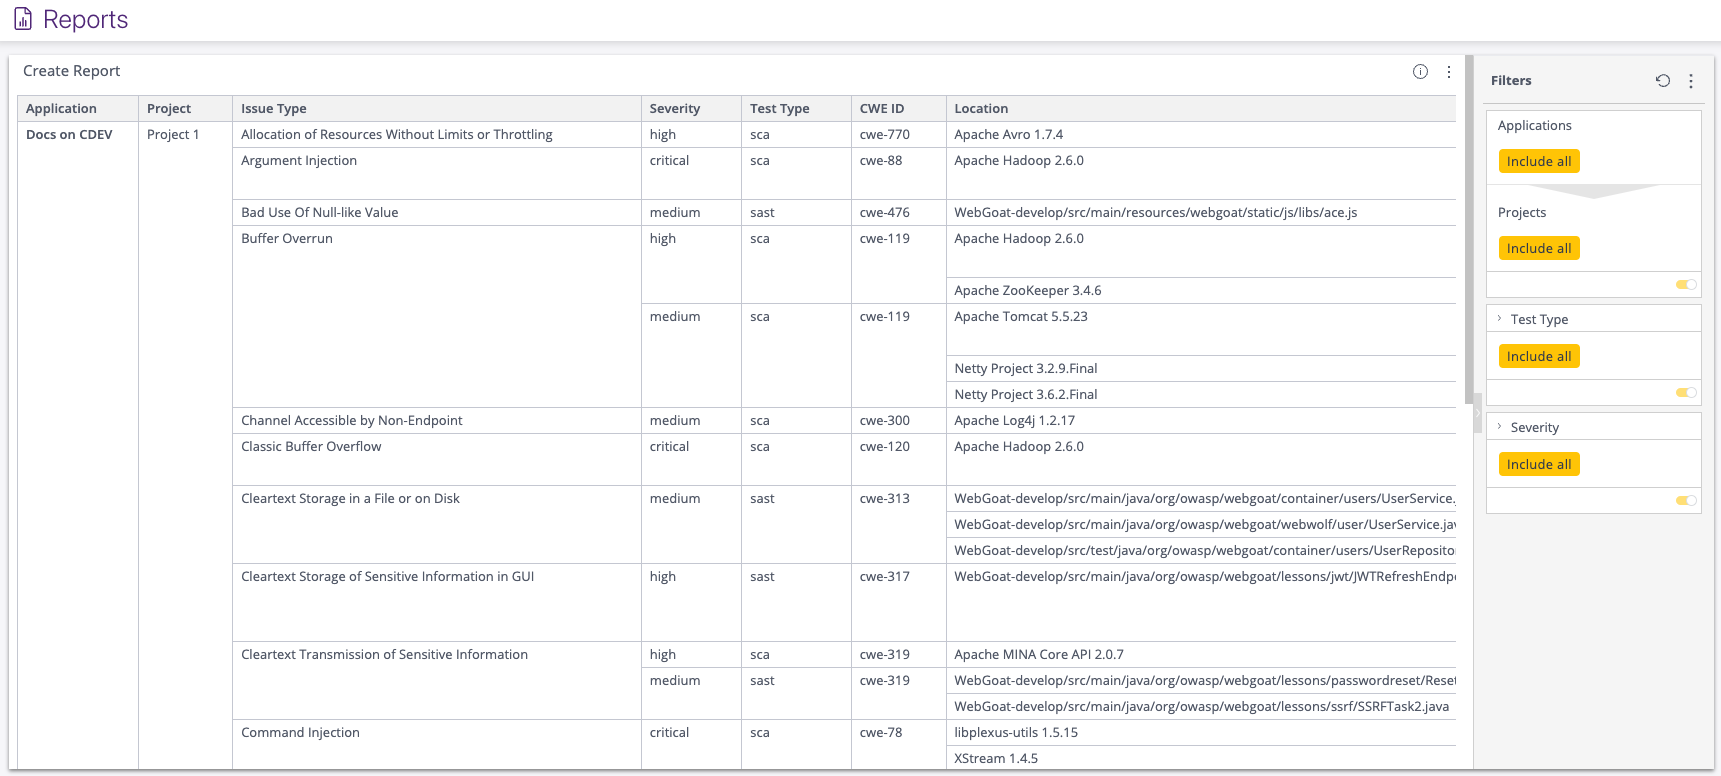 Reports
Create Report
Application Project Issue Type Severity Test Type CWE ID Location
Docs on CDEV Project 1 Allocation of Resources Without Limits or Throttling high sca cwe-770 Apache Avro 1.7.4
Argument Injection critical sca cwe-88 Apache Hadoop 2.6.0
Bad Use Of Null-like Value medium sast cwe-476 WebGoat-develop/src/main/resources/webgoat/static/js/libs/ace.js
Buffer Overrun high sca cwe-119 Apache Hadoop 2.6.0
Apache ZooKeeper 3.4.6
medium sca cwe-119 Apache Tomcat 5.5.23
Netty Project 3.2.9.Final
Netty Project 3.6.2.Final
Channel Accessible by Non-Endpoint medium sca cwe-300 Apache Log4j 1.2.17
Classic Buffer Overflow critical sca cwe-120 Apache Hadoop 2.6.0
Cleartext Storage in a File or on Disk medium sast cwe-313 WebGoat-develop/src/main/java/org/owasp/webgoat/container/users/UserService.
WebGoat-develop/src/main/java/org/owasp/webgoat/webwolf/user/UserService.jav
WebGoat-develop/src/test/java/org/owasp/webgoat/container/users/UserReposito
Cleartext Storage of Sensitive Information in GUI high sast cwe-317 WebGoat-develop/src/main/java/org/owasp/webgoat/lessons/jwt/JWTRefreshEndp
Cleartext Transmission of Sensitive Information high sca cwe-319 Apache MINA Core API 2.0.7
medium sast cwe-319 WebGoat-develop/src/main/java/org/owasp/webgoat/lessons/passwordreset/Reset
WebGoat-develop/src/main/java/org/owasp/webgoat/lessons/ssrf/SSRFTask2.java
Command Injection critical sca cwe-78 libplexus-utils 1.5.15
XStream 1.4.5
Filters
Applications
Include all
Projects
Include all
Test Type
Include all
Severity
Include all